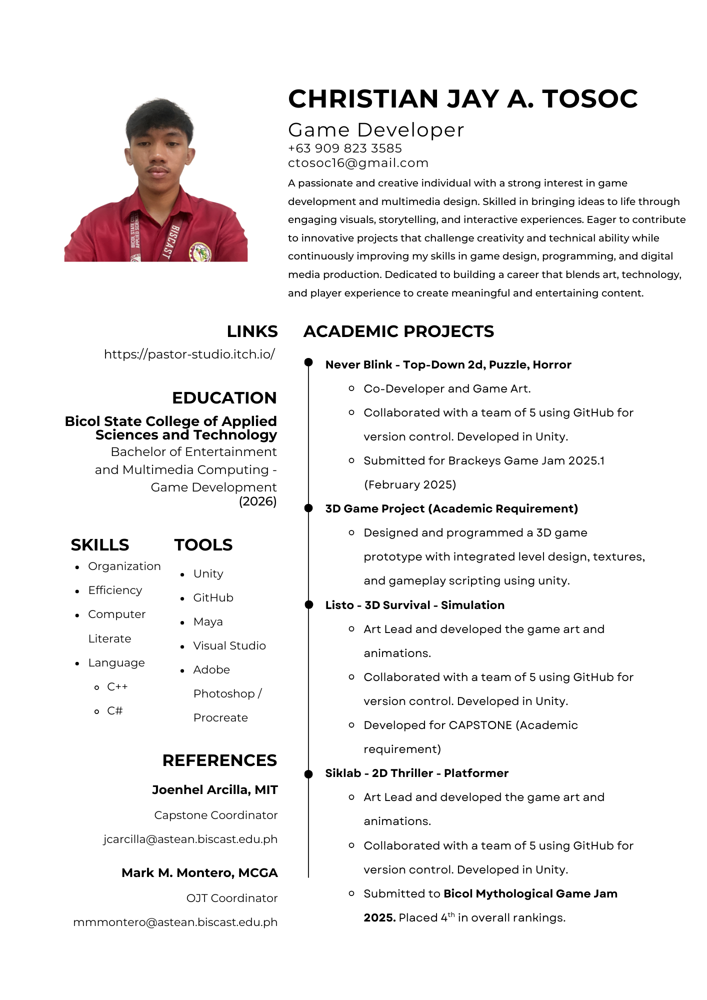 CHRISTIAN JAY A. TOSOC
Game Developer
+63 909 823 3585
ctosoc16@gmail.com
A passionate and creative individual with a strong interest in game
development and multimedia design. Skilled in bringing ideas to life through
engaging visuals, storytelling, and interactive experiences. Eager to contribute
to innovative projects that challenge creativity and technical ability while
continuously improving my skills in game design, programming, and digital
media production. Dedicated to building a career that blends art, technology,
and player experience to create meaningful and entertaining content.
BICOL STATE COLLEGE
APPLIED SCIENCES
BISCAST
LINKS
https://pastor-studio.itch.io/
EDUCATION
Bicol State College of Applied
Sciences and Technology
Bachelor of Entertainment
and Multimedia Computing -
Game Development
(2026)
SKILLS
• Organization
• Efficiency
• Computer
Literate
• Language
○ C++
○ C#
TOOLS
• Unity
• GitHub
• Maya
• Visual Studio
• Adobe
Photoshop /
Procreate
REFERENCES
Joenhel Arcilla, MIT
Capstone Coordinator
jcarcilla@astean.biscast.edu.ph
Mark M. Montero, MCGA
OJT Coordinator
mmmontero@astean.biscast.edu.ph
ACADEMIC PROJECTS
Never Blink - Top-Down 2d, Puzzle, Horror
○ Co-Developer and Game Art.
○ Collaborated with a team of 5 using GitHub for
version control. Developed in Unity.
○ Submitted for Brackeys Game Jam 2025.1
(February 2025)
3D Game Project (Academic Requirement)
○ Designed and programmed a 3D game
prototype with integrated level design, textures,
and gameplay scripting using unity.
Listo - 3D Survival - Simulation
○ Art Lead and developed the game art and
animations.
○ Collaborated with a team of 5 using GitHub for
version control. Developed in Unity.
○ Developed for CAPSTONE (Academic
requirement)
Siklab - 2D Thriller - Platformer
○ Art Lead and developed the game art and
animations.
○ Collaborated with a team of 5 using GitHub for
version control. Developed in Unity.
○ Submitted to Bicol Mythological Game Jam
2025. Placed 4th in overall rankings.